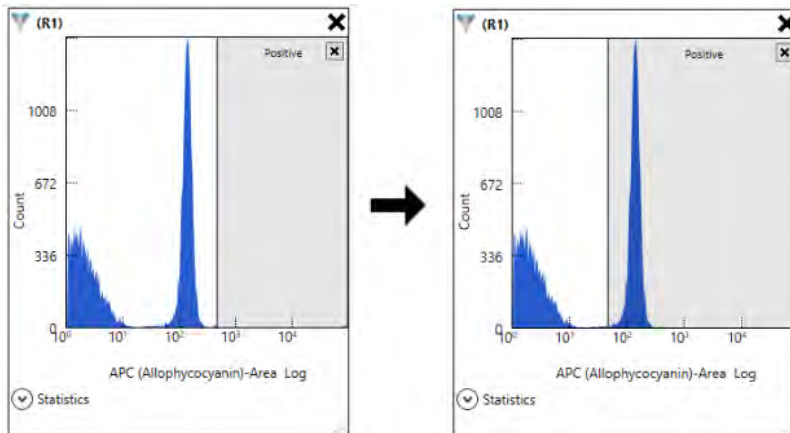 (R1)
Positive
1008
672
336
0
Count
10⁰ 10¹ 10² 10³ 10⁴
APC (Allophycocyanin)-Area Log
Statistics
(R1)
Positive
1008
672
336
0
Count
10⁰ 10¹ 10² 10³ 10⁴
APC (Allophycocyanin)-Area Log
Statistics